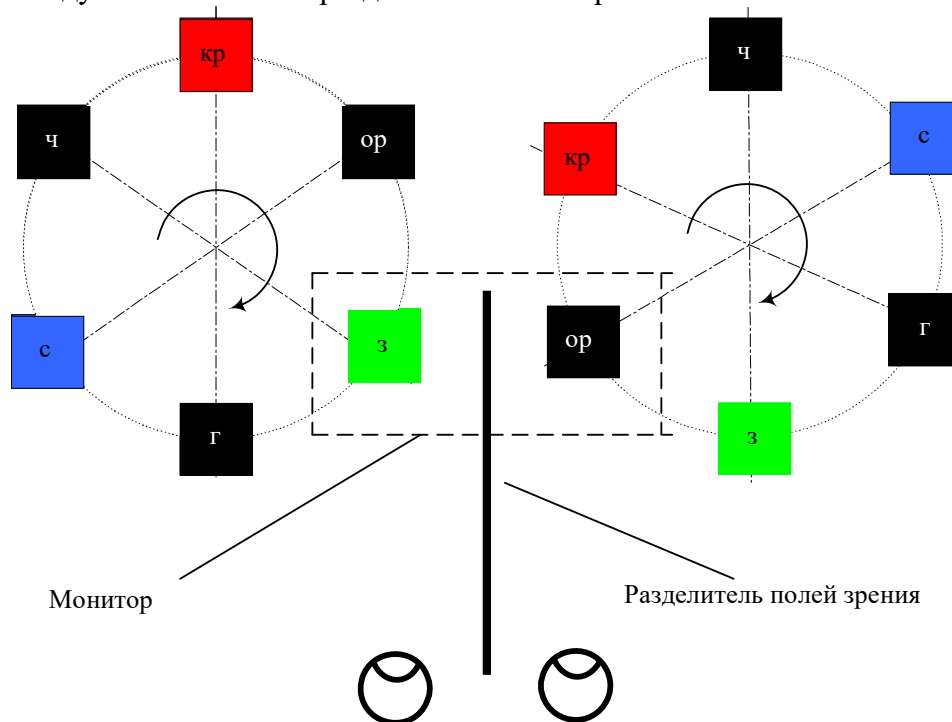 кр
ч
ч
ор
с
кр
з
ор
г
с
г
з
Монитор
Разделитель полей зрения